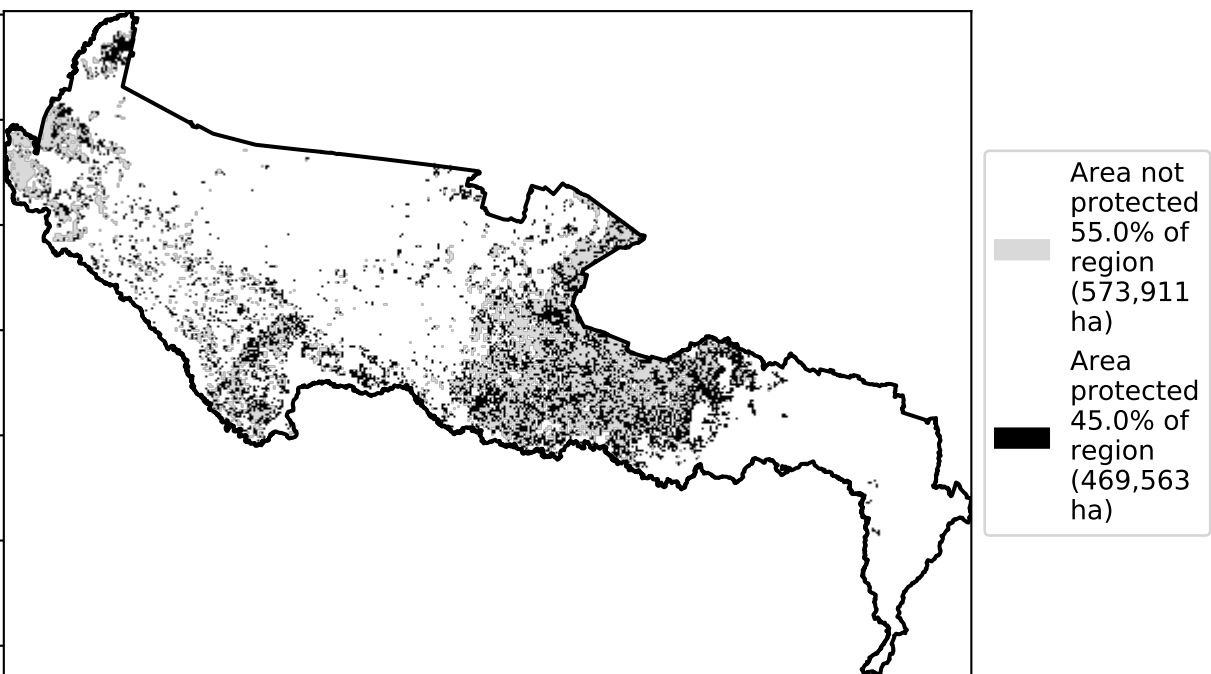 Area not
protected
55.0% of
region
(573,911
ha)
Area
protected
45.0% of
region
(469,563
ha)